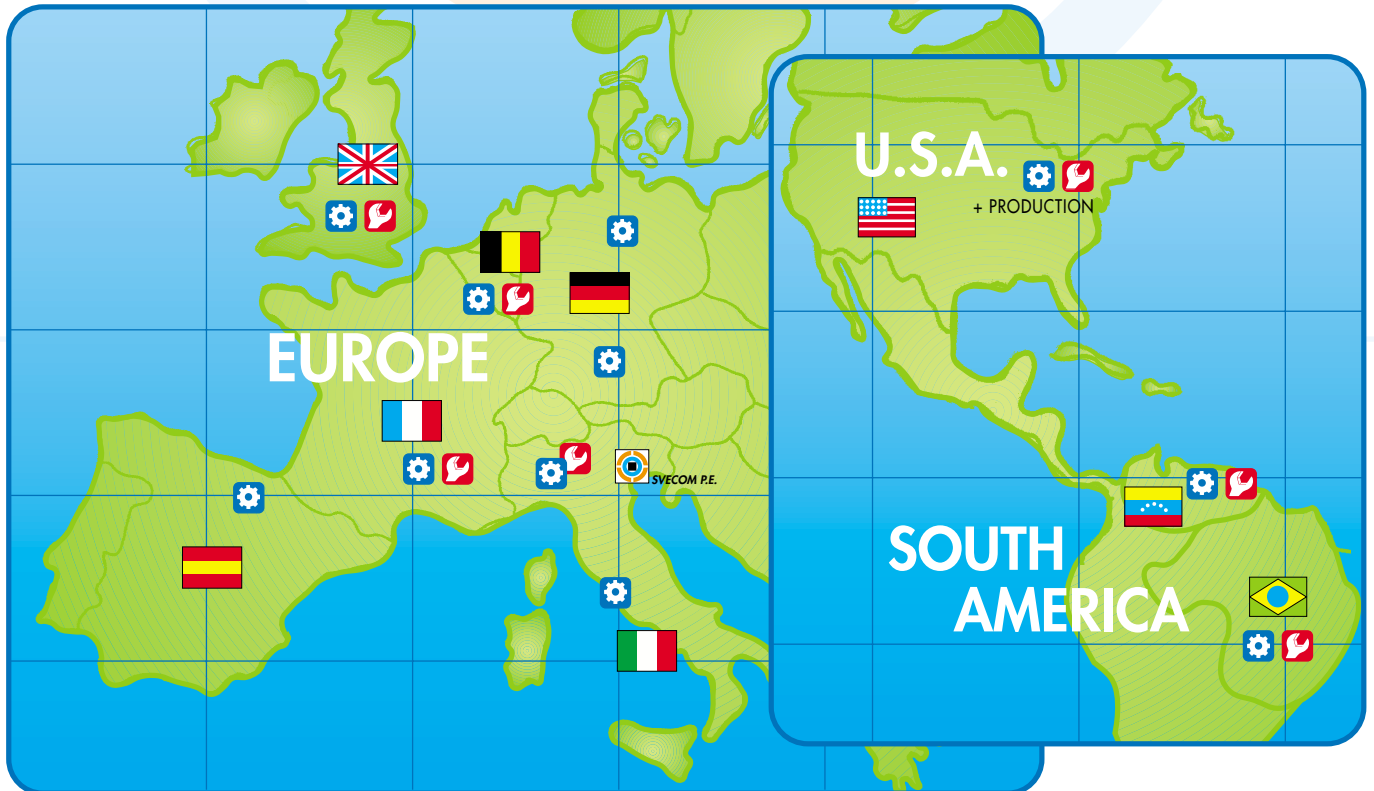 EUROPE
SVECOM P.E.
U.S.A.
+ PRODUCTION
SOUTH
AMERICA